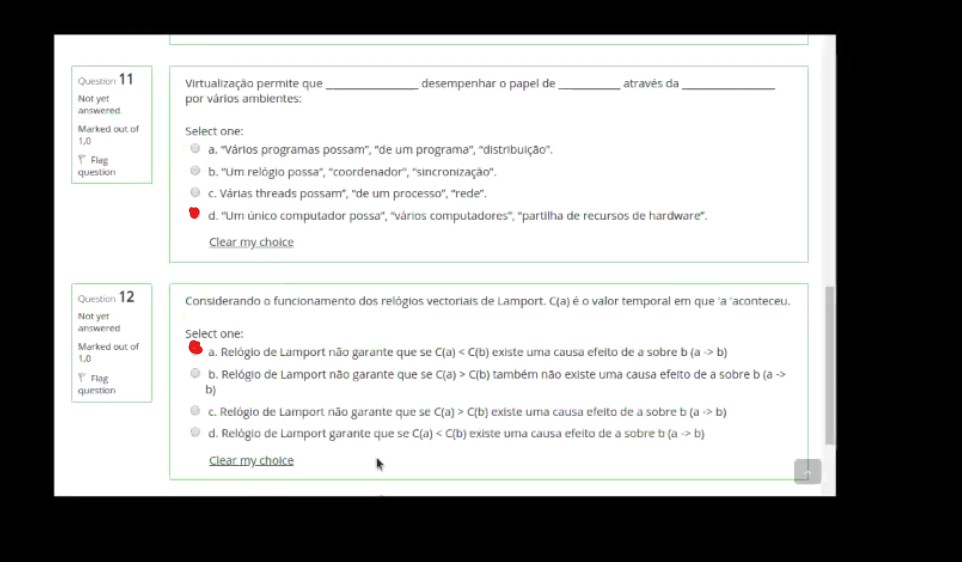 Question 11
Not yet
answered
Marked out of
1,0
Flag
question
Virtualização permite que ________________ desempenhar o papel de ___________ através da ________________
por vários ambientes:
Select one:
a. "Vários programas possam", "de um programa", "distribuição".
b. "Um relógio possa", "coordenador", "sincronização".
c. Várias threads possam", "de um processo", "rede".
d. "Um único computador possa", "vários computadores", "partilha de recursos de hardware".
Clear my choice
Question 12
Not yet
answered
Marked out of
1,0
Flag
question
Considerando o funcionamento dos relógios vectoriais de Lamport. C(a) é o valor temporal em que 'a 'aconteceu.
Select one:
a. Relógio de Lamport não garante que se C(a) < C(b) existe uma causa efeito de a sobre b (a -> b)
b. Relógio de Lamport não garante que se C(a) > C(b) também não existe uma causa efeito de a sobre b (a ->
b)
c. Relógio de Lamport não garante que se C(a) > C(b) existe uma causa efeito de a sobre b (a -> b)
d. Relógio de Lamport garante que se C(a) < C(b) existe uma causa efeito de a sobre b (a -> b)
Clear my choice